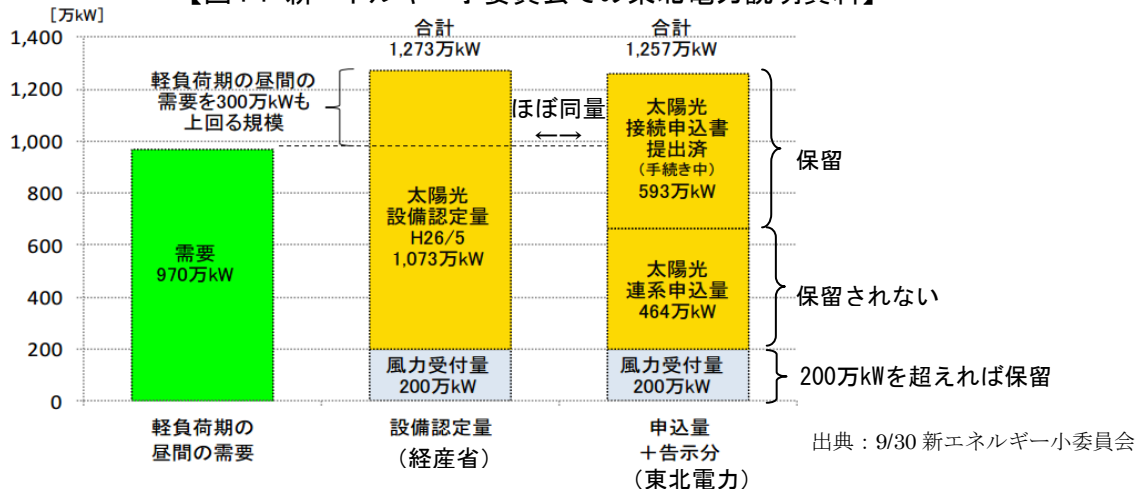 [万kW]
1,400
1,200
1,000
800
600
400
200
0
軽負荷期の昼間の
需要を300万kWも
上回る規模
合計
1,273万kW
合計
1,257万kW
ほぼ同量
←→
需要
970万kW
太陽光
設備認定量
H26/5
1,073万kW
風力受付量
200万kW
太陽光
接続申込書
提出済
(手続き中)
593万kW
太陽光
連系申込量
464万kW
風力受付量
200万kW
保留
保留されない
200万kWを超えれば保留
軽負荷期の
昼間の需要
設備認定量
（経産省）
申込量
＋告示分
（東北電力）
出典：9/30 新エネルギー小委員会